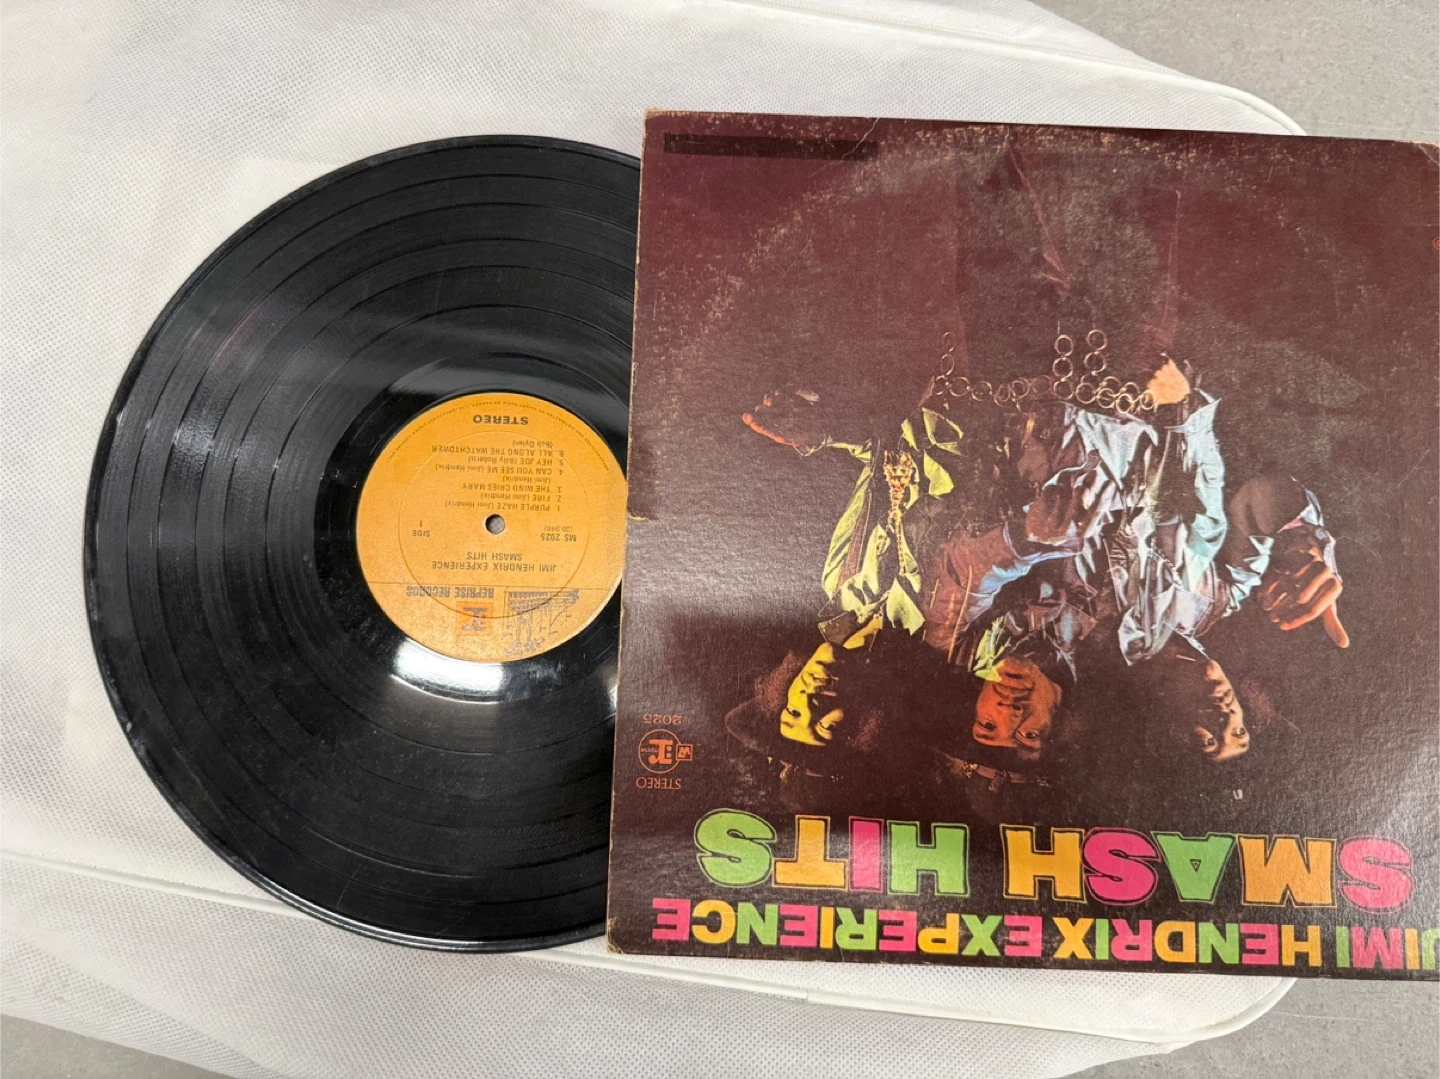 JIMI HENDRIX EXPERIENCE
SMASH HITS
STEREO
W
reprise
2025
REPRISE RECORDS
JIMI HENDRIX EXPERIENCE
SMASH HITS
MS 2025
SIDE
1
1. PURPLE HAZE (Jimi Hendrix)
2. FIRE (Jimi Hendrix)
3. THE WIND CRIES MARY
(Jimi Hendrix)
4. CAN YOU SEE ME (Jimi Hendrix)
5. HEY JOE (Billy Roberts)
6. ALL ALONG THE WATCHTOWER
(Bob Dylan)
STEREO